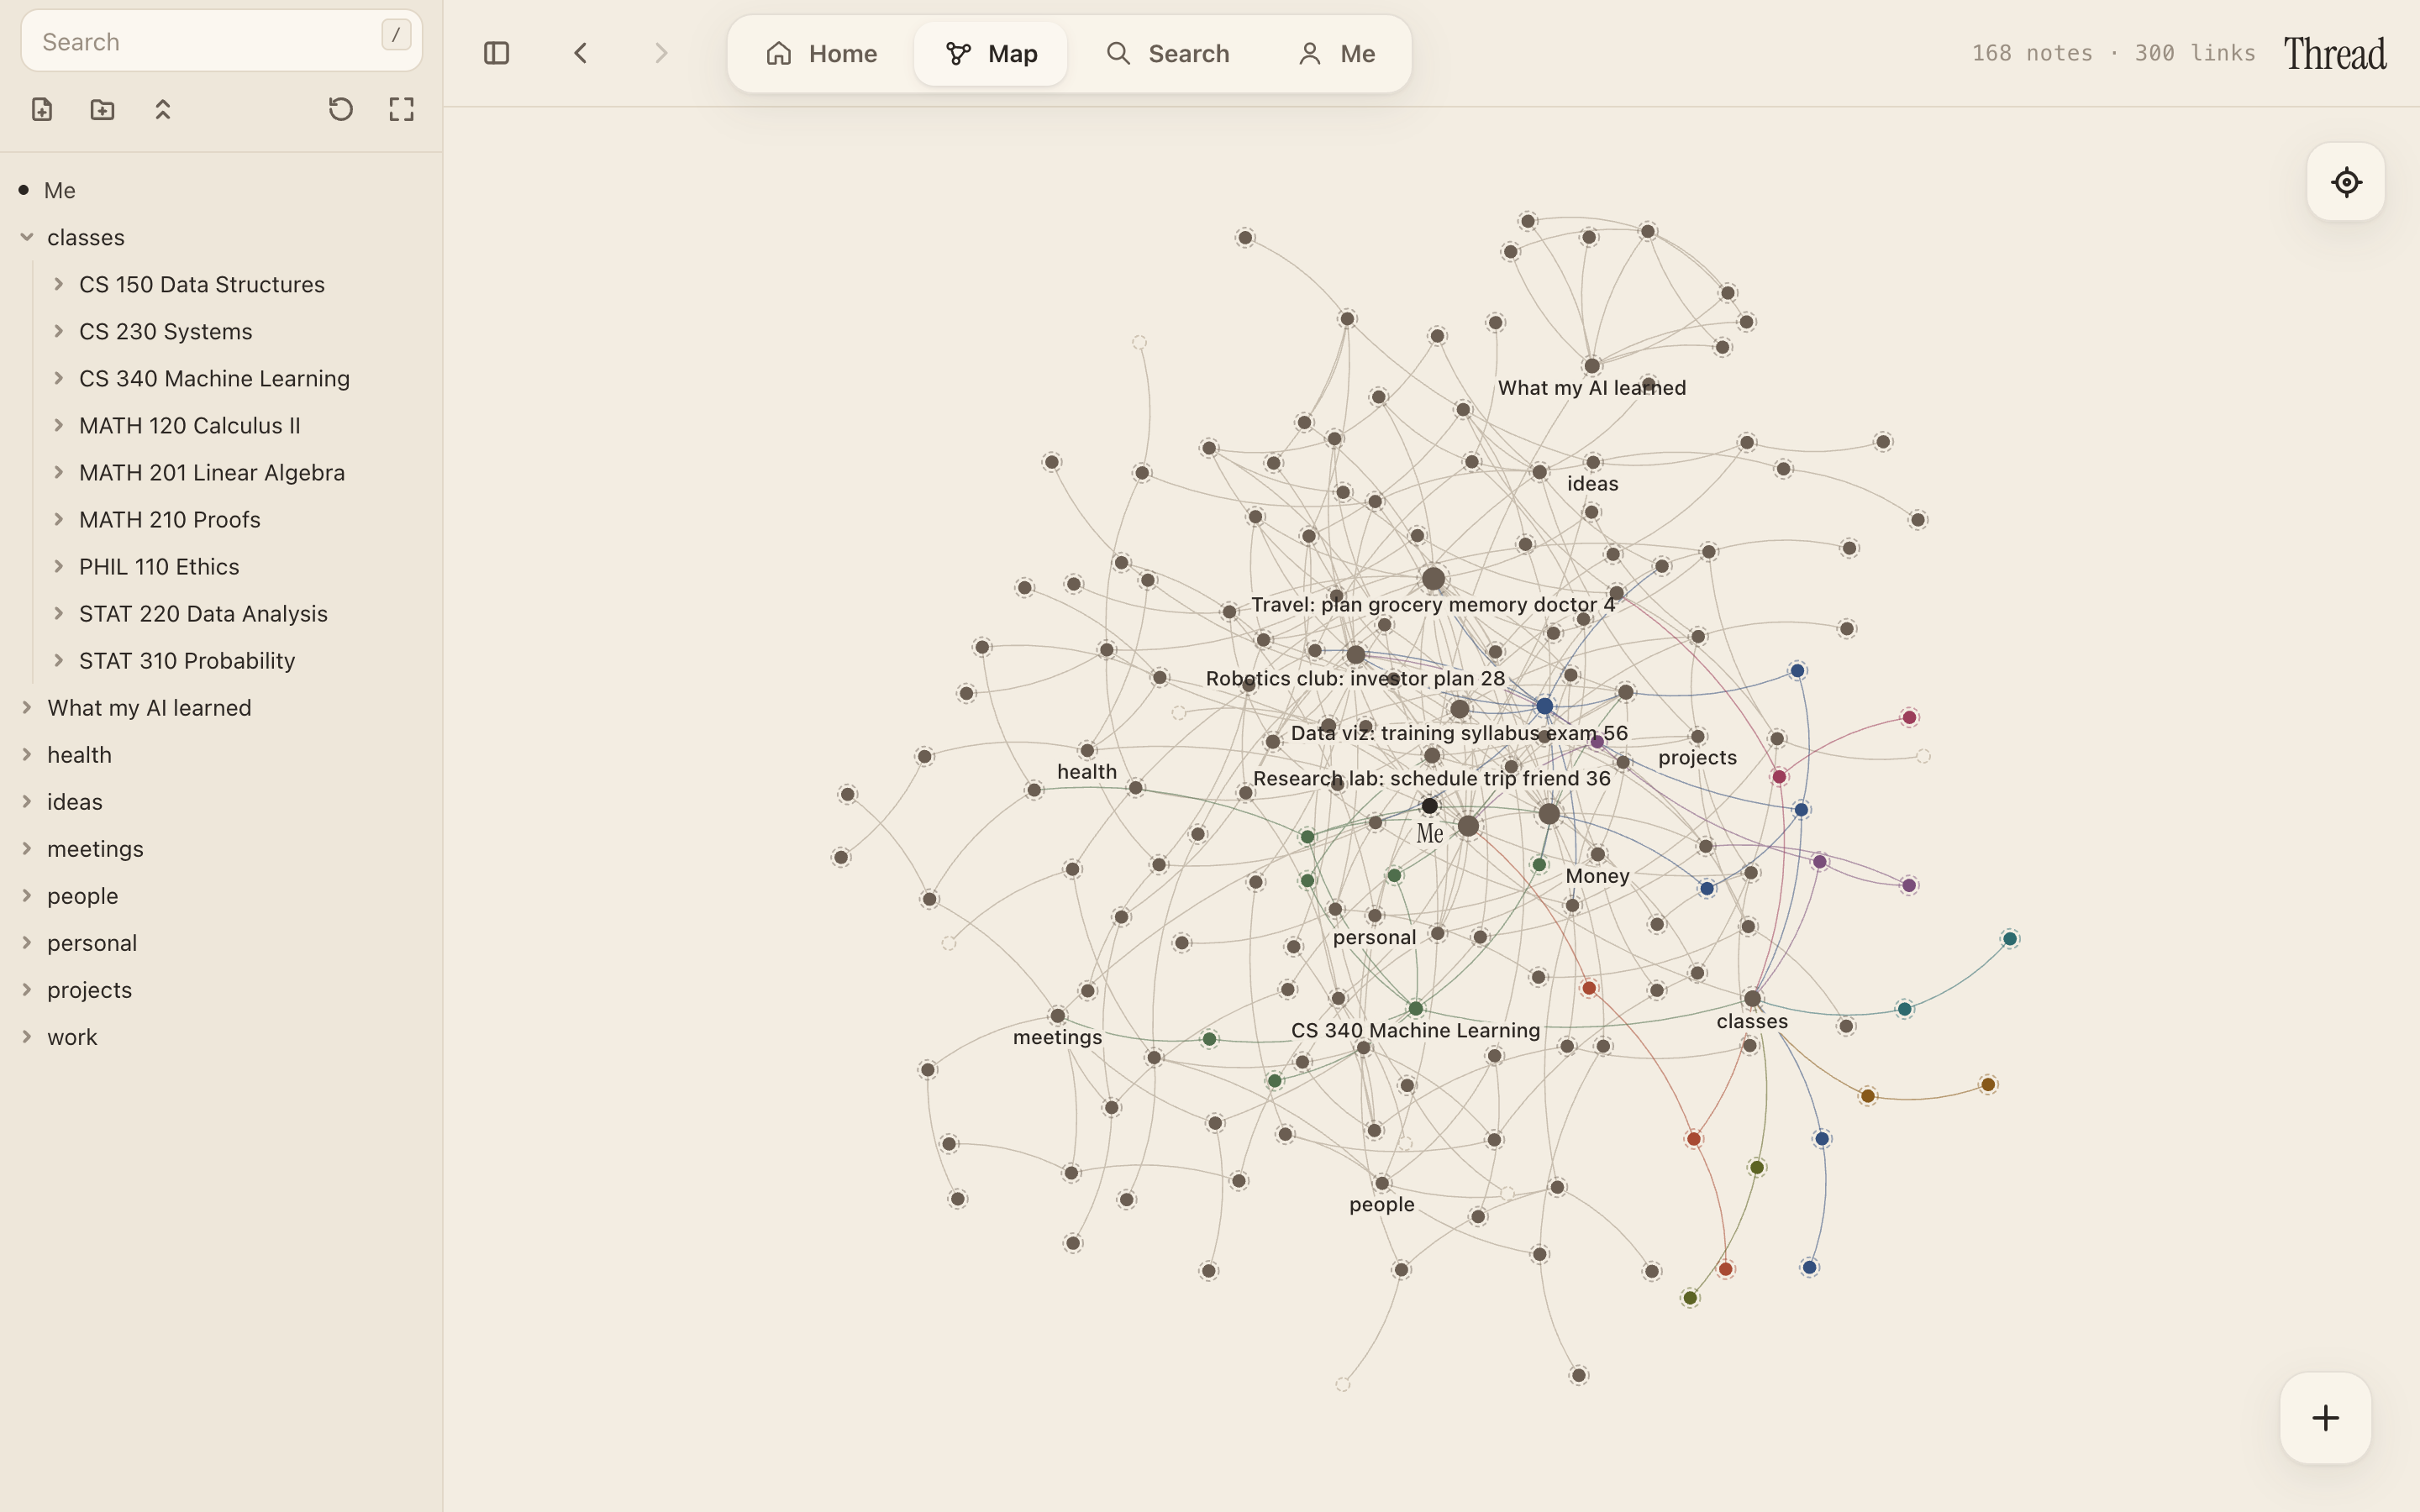 Search
/
Home
Map
Search
Me
168 notes · 300 links
Thread
Me
classes
CS 150 Data Structures
CS 230 Systems
CS 340 Machine Learning
MATH 120 Calculus II
MATH 201 Linear Algebra
MATH 210 Proofs
PHIL 110 Ethics
STAT 220 Data Analysis
STAT 310 Probability
What my AI learned
health
ideas
meetings
people
personal
projects
work
What my AI learned
ideas
Travel: plan grocery memory doctor 4
Robotics club: investor plan 28
Data viz: training syllabus exam 56
projects
health
Research lab: schedule trip friend 36
Me
Money
personal
classes
CS 340 Machine Learning
meetings
people